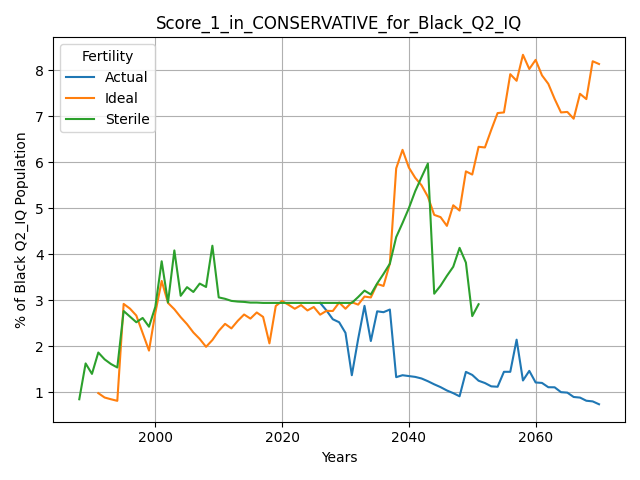 Score_1_in_CONSERVATIVE_for_Black_Q2_IQ
Fertility
Actual
Ideal
Sterile
% of Black Q2_IQ Population
8
7
6
5
4
3
2
1
2000
2020
2040
2060
Years